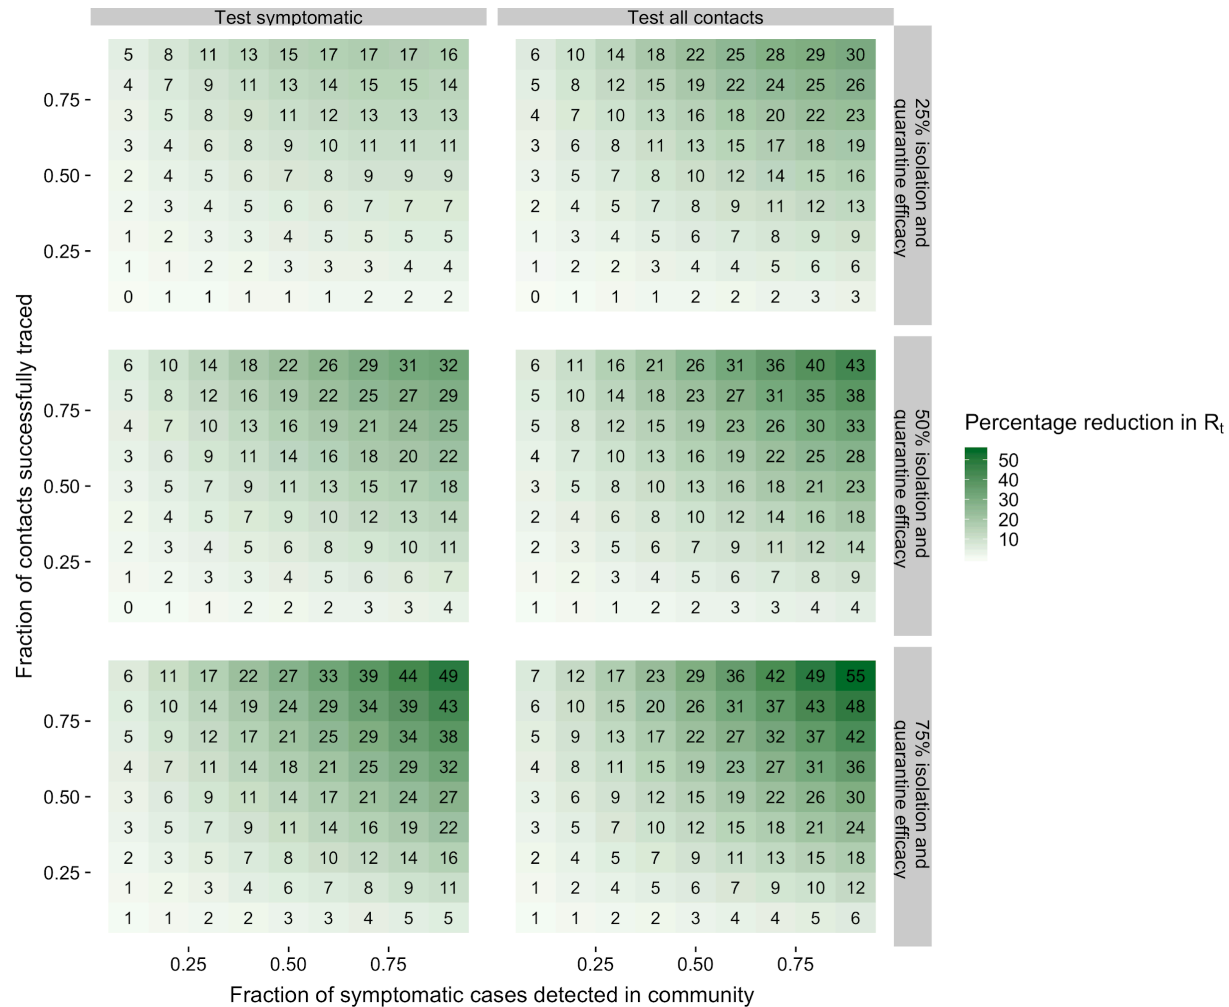 Test symptomatic Test all contacts
5 8 11 13 15 17 17 17 16 6 10 14 18 22 25 28 29 30
4 7 9 11 13 14 15 15 14 5 8 12 15 19 22 24 25 26
0.75
3 5 8 9 11 12 13 13 13 4 7 10 13 16 18 20 22 23
3 4 6 8 9 10 11 11 11 3 6 8 11 13 15 17 18 19
0.50 2 4 5 6 7 8 9 9 9 3 5 7 8 10 12 14 15 16
2 3 4 5 6 6 7 7 7 2 4 5 7 8 9 11 12 13
1 2 3 3 4 5 5 5 5 1 3 4 5 6 7 8 9 9
0.25
1 1 2 2 3 3 3 4 4 1 2 2 3 4 4 5 6 6
0 1 1 1 1 1 2 2 2 0 1 1 1 2 2 2 3 3
25% isolation and
quarantine efficacy
6 10 14 18 22 26 29 31 32 6 11 16 21 26 31 36 40 43
5 8 12 16 19 22 25 27 29 5 10 14 18 23 27 31 35 38
0.75
4 7 10 13 16 19 21 24 25 5 8 12 15 19 23 26 30 33
3 6 9 11 14 16 18 20 22 4 7 10 13 16 19 22 25 28
0.50 3 5 7 9 11 13 15 17 18 3 5 8 10 13 16 18 21 23
2 4 5 7 9 10 12 13 14 2 4 6 8 10 12 14 16 18
2 3 4 5 6 8 9 10 11 2 3 5 6 7 9 11 12 14
0.25
1 2 3 3 4 5 6 6 7 1 2 3 4 5 6 7 8 9
0 1 1 2 2 2 3 3 4 1 1 1 2 2 3 3 4 4
50% isolation and
quarantine efficacy
6 11 17 22 27 33 39 44 49 7 12 17 23 29 36 42 49 55
6 10 14 19 24 29 34 39 43 6 10 15 20 26 31 37 43 48
0.75
5 9 12 17 21 25 29 34 38 5 9 13 17 22 27 32 37 42
4 7 11 14 18 21 25 29 32 4 8 11 15 19 23 27 31 36
0.50 3 6 9 11 14 17 21 24 27 3 6 9 12 15 19 22 26 30
3 5 7 9 11 14 16 19 22 3 5 7 10 12 15 18 21 24
2 3 5 7 8 10 12 14 16 2 4 5 7 9 11 13 15 18
0.25
1 2 3 4 6 7 8 9 11 1 2 4 5 6 7 9 10 12
1 1 2 2 3 3 4 5 5 1 1 2 2 3 4 4 5 6
75% isolation and
quarantine efficacy
0.25 0.50 0.75 0.25 0.50 0.75
Fraction of symptomatic cases detected in community
Fraction of contacts successfully traced
Percentage reduction in Rt
50
40
30
20
10